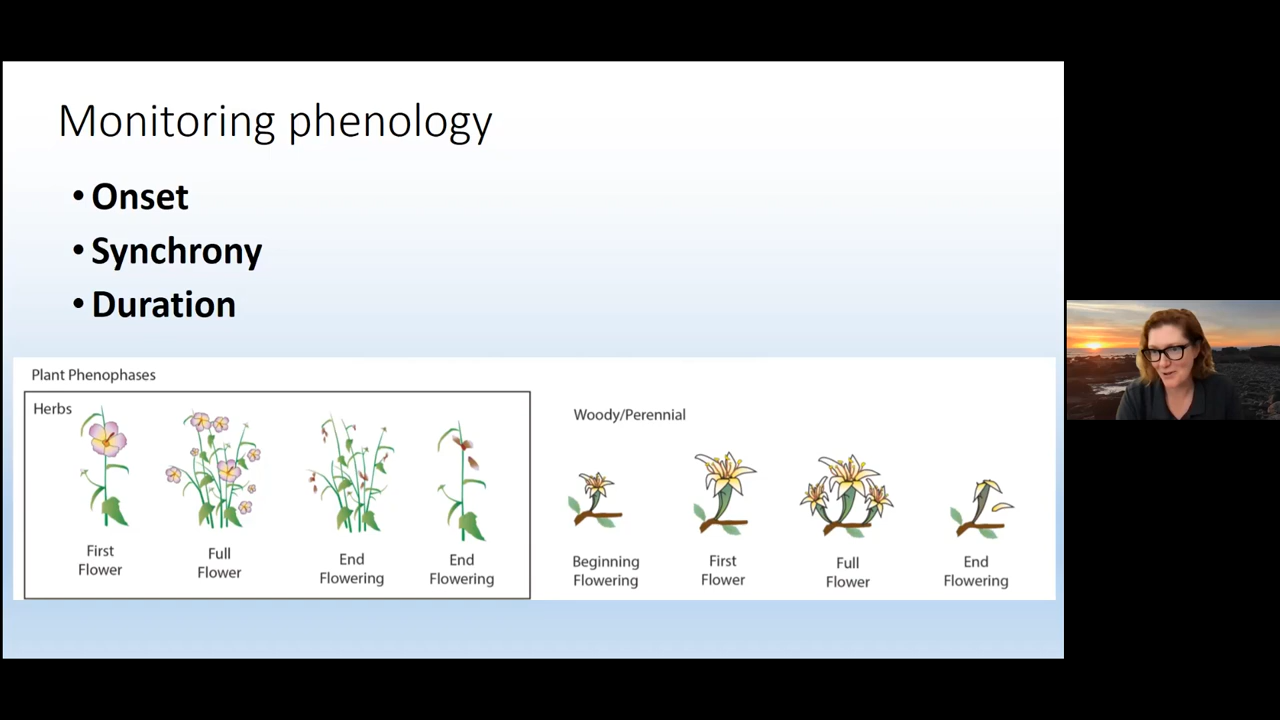 Monitoring phenology
• Onset
• Synchrony
• Duration
Plant Phenophases
Herbs
First
Flower
Full
Flower
End
Flowering
End
Flowering
Woody/Perennial
Beginning
Flowering
First
Flower
Full
Flower
End
Flowering